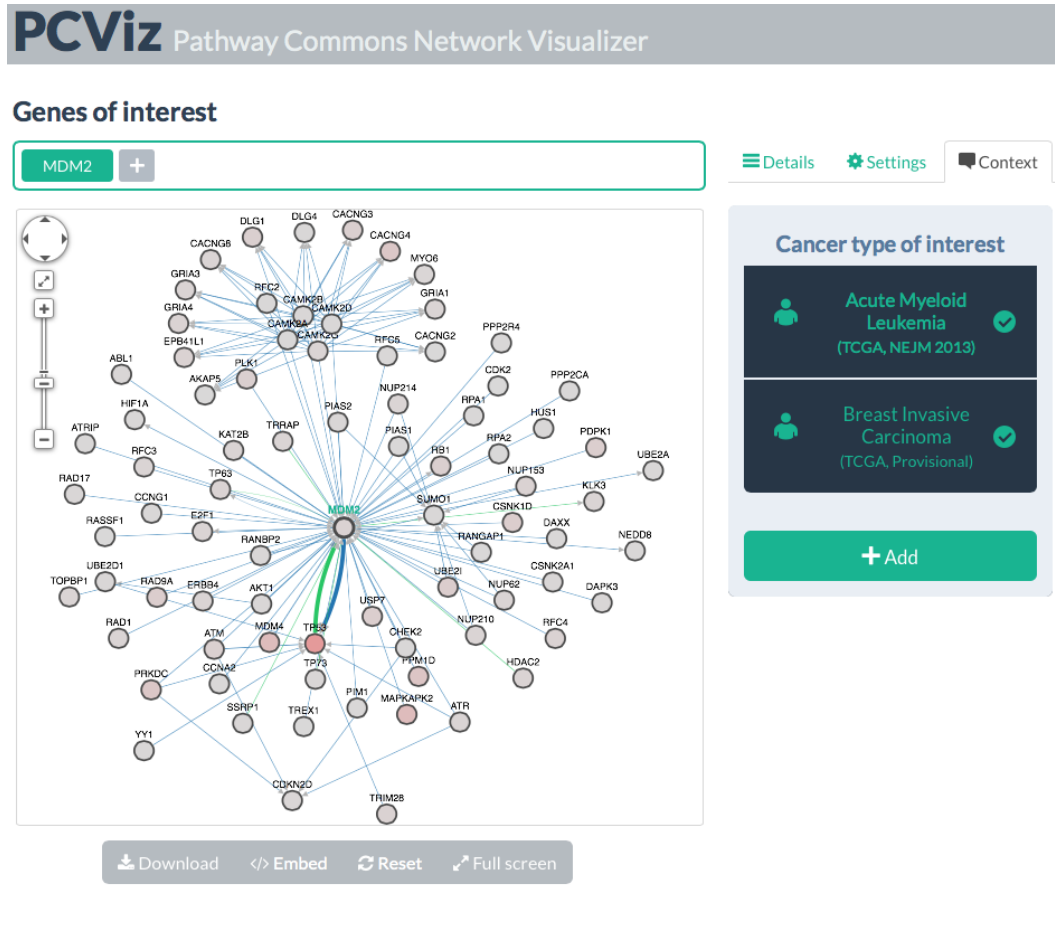 PCViz Pathway Commons Network Visualizer
Genes of interest
MDM2
Details
Settings
Context
DLG1
DLG4
CACNG3
CACNG4
CACNG8
MYO6
GRIA3
RFC2
CAMK2B
GRIA1
GRIA4
CAMK2D
CAMK2A
CAMK2G
PPP2R4
EPB41L1
RFC5
CACNG2
ABL1
PLK1
AKAP5
CDK2
PPP2CA
NUP214
HIF1A
PIAS2
RPA1
HUS1
ATRIP
KAT2B
TRRAP
PIAS1
RPA2
PDPK1
RFC3
RB1
UBE2A
TP63
NUP153
RAD17
KLK3
CCNG1
SUMO1
MDM2
CSNK1D
RASSF1
E2F1
DAXX
RANBP2
RANGAP1
NEDD8
UBE2D1
CSNK2A1
TOPBP1
RAD9A
ERBB4
AKT1
UBE2I
NUP62
DAPK3
USP7
RAD1
ATM
MDM4
TP53
CHEK2
NUP210
RFC4
PRKDC
CCNA2
TP73
PPM1D
HDAC2
SSRP1
TREX1
PIM1
MAPKAPK2
ATR
YY1
CDKN2D
TRIM28
Download
</> Embed
Reset
Full screen
Cancer type of interest
Acute Myeloid
Leukemia
(TCGA, NEJM 2013)
Breast Invasive
Carcinoma
(TCGA, Provisional)
Add